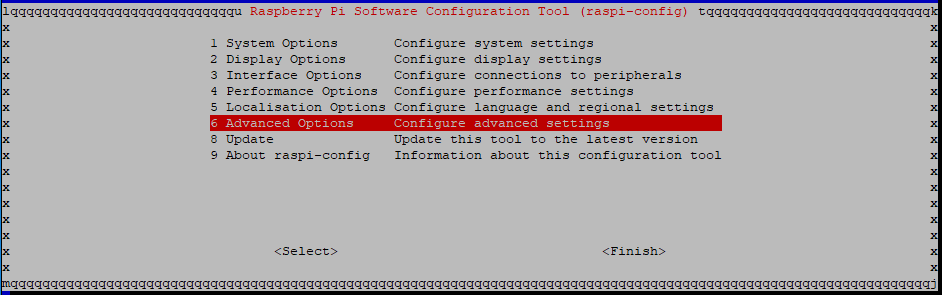 lqqqqqqqqqqqqqqqqqqqqqqqqqqqqu Raspberry Pi Software Configuration Tool (raspi-config) tqqqqqqqqqqqqqqqqqqqqqqqqqqqqk
x x
x 1 System Options Configure system settings x
x 2 Display Options Configure display settings x
x 3 Interface Options Configure connections to peripherals x
x 4 Performance Options Configure performance settings x
x 5 Localisation Options Configure language and regional settings x
x 6 Advanced Options Configure advanced settings x
x 8 Update Update this tool to the latest version x
x 9 About raspi-config Information about this configuration tool x
x x
x x
x x
x x
x x
x <Select> <Finish> x
x x
mqqqqqqqqqqqqqqqqqqqqqqqqqqqqqqqqqqqqqqqqqqqqqqqqqqqqqqqqqqqqqqqqqqqqqqqqqqqqqqqqqqqqqqqqqqqqqqqqqqqqqqqqqqqqqqqqqqj